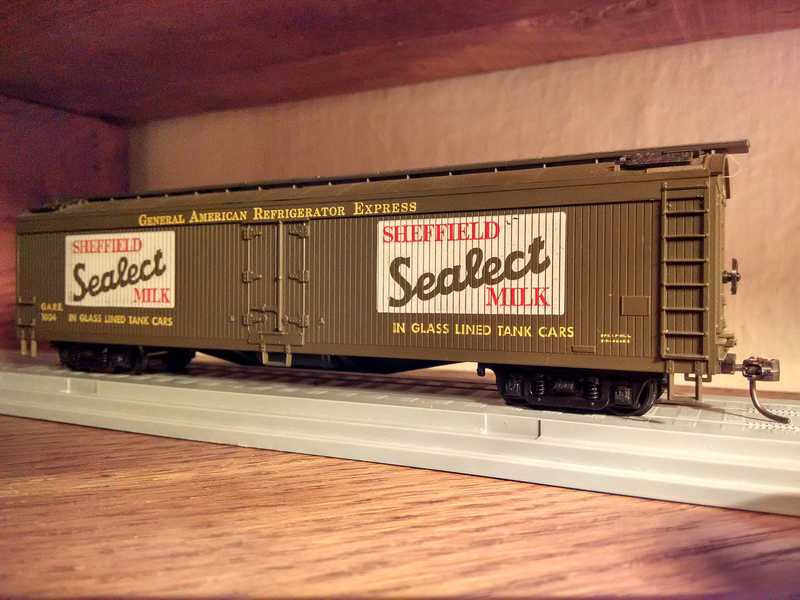 GENERAL AMERICAN REFRIGERATOR EXPRESS
SHEFFIELD
Sealect
MILK
G.A.R.E.
1024
IN GLASS LINED TANK CARS
SHEFFIELD
Sealect
MILK
IN GLASS LINED TANK CARS